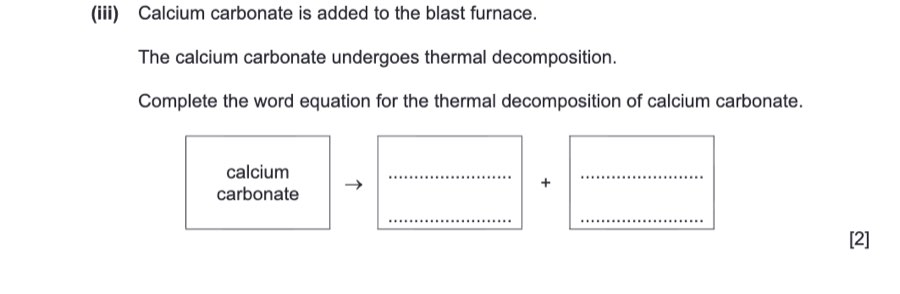 (iii) Calcium carbonate is added to the blast furnace.
The calcium carbonate undergoes thermal decomposition.
Complete the word equation for the thermal decomposition of calcium carbonate.
calcium
carbonate
→
........................
........................
+
........................
........................
[2]